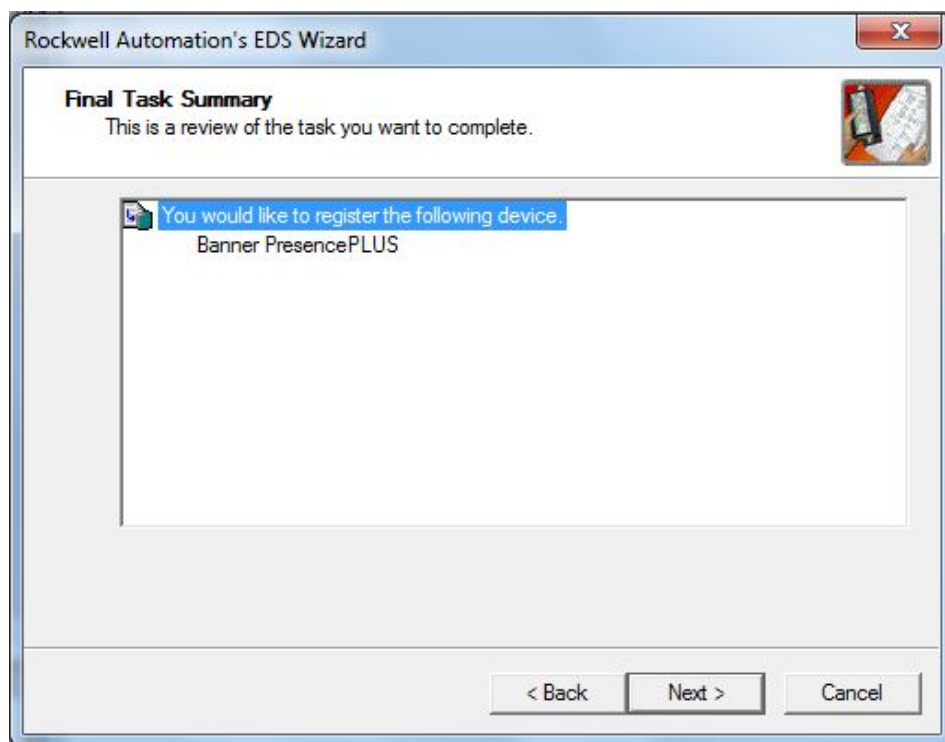 Rockwell Automation's EDS Wizard
Final Task Summary
This is a review of the task you want to complete.
You would like to register the following device.
Banner PresencePLUS
< Back Next > Cancel